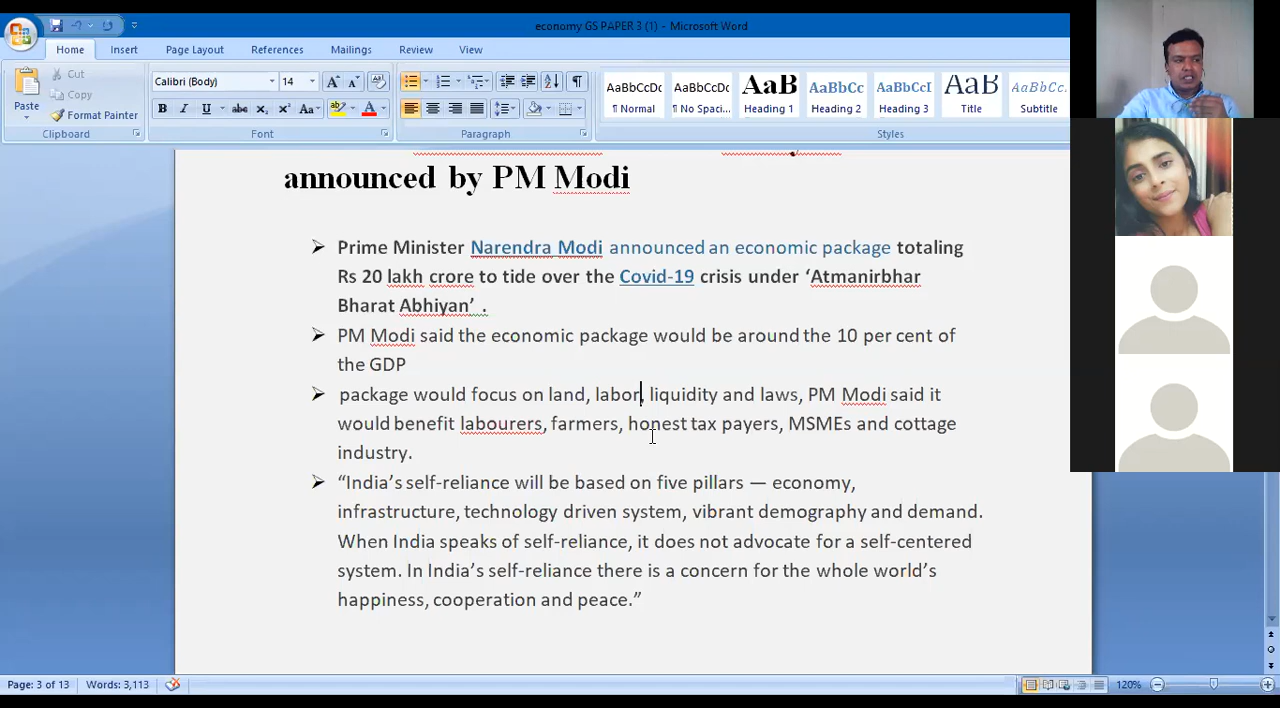 economy GS PAPER 3 (1) - Microsoft Word
Home Insert Page Layout References Mailings Review View
Cut
Copy
Format Painter
Paste
Calibri (Body) 14
AaBbCcDc AaBbCcDc AaB AaBbCc AaBbCcI AaB AaBbCc.
¶ Normal ¶ No Spaci... Heading 1 Heading 2 Heading 3 Title Subtitle
Clipboard Font Paragraph Styles
announced by PM Modi
Prime Minister Narendra Modi announced an economic package totaling
Rs 20 lakh crore to tide over the Covid-19 crisis under ‘Atmanirbhar
Bharat Abhiyan’ .
PM Modi said the economic package would be around the 10 per cent of
the GDP
package would focus on land, labor, liquidity and laws, PM Modi said it
would benefit labourers, farmers, honest tax payers, MSMEs and cottage
industry.
“India’s self-reliance will be based on five pillars — economy,
infrastructure, technology driven system, vibrant demography and demand.
When India speaks of self-reliance, it does not advocate for a self-centered
system. In India’s self-reliance there is a concern for the whole world’s
happiness, cooperation and peace.”
Page: 3 of 13 Words: 3,113 120%